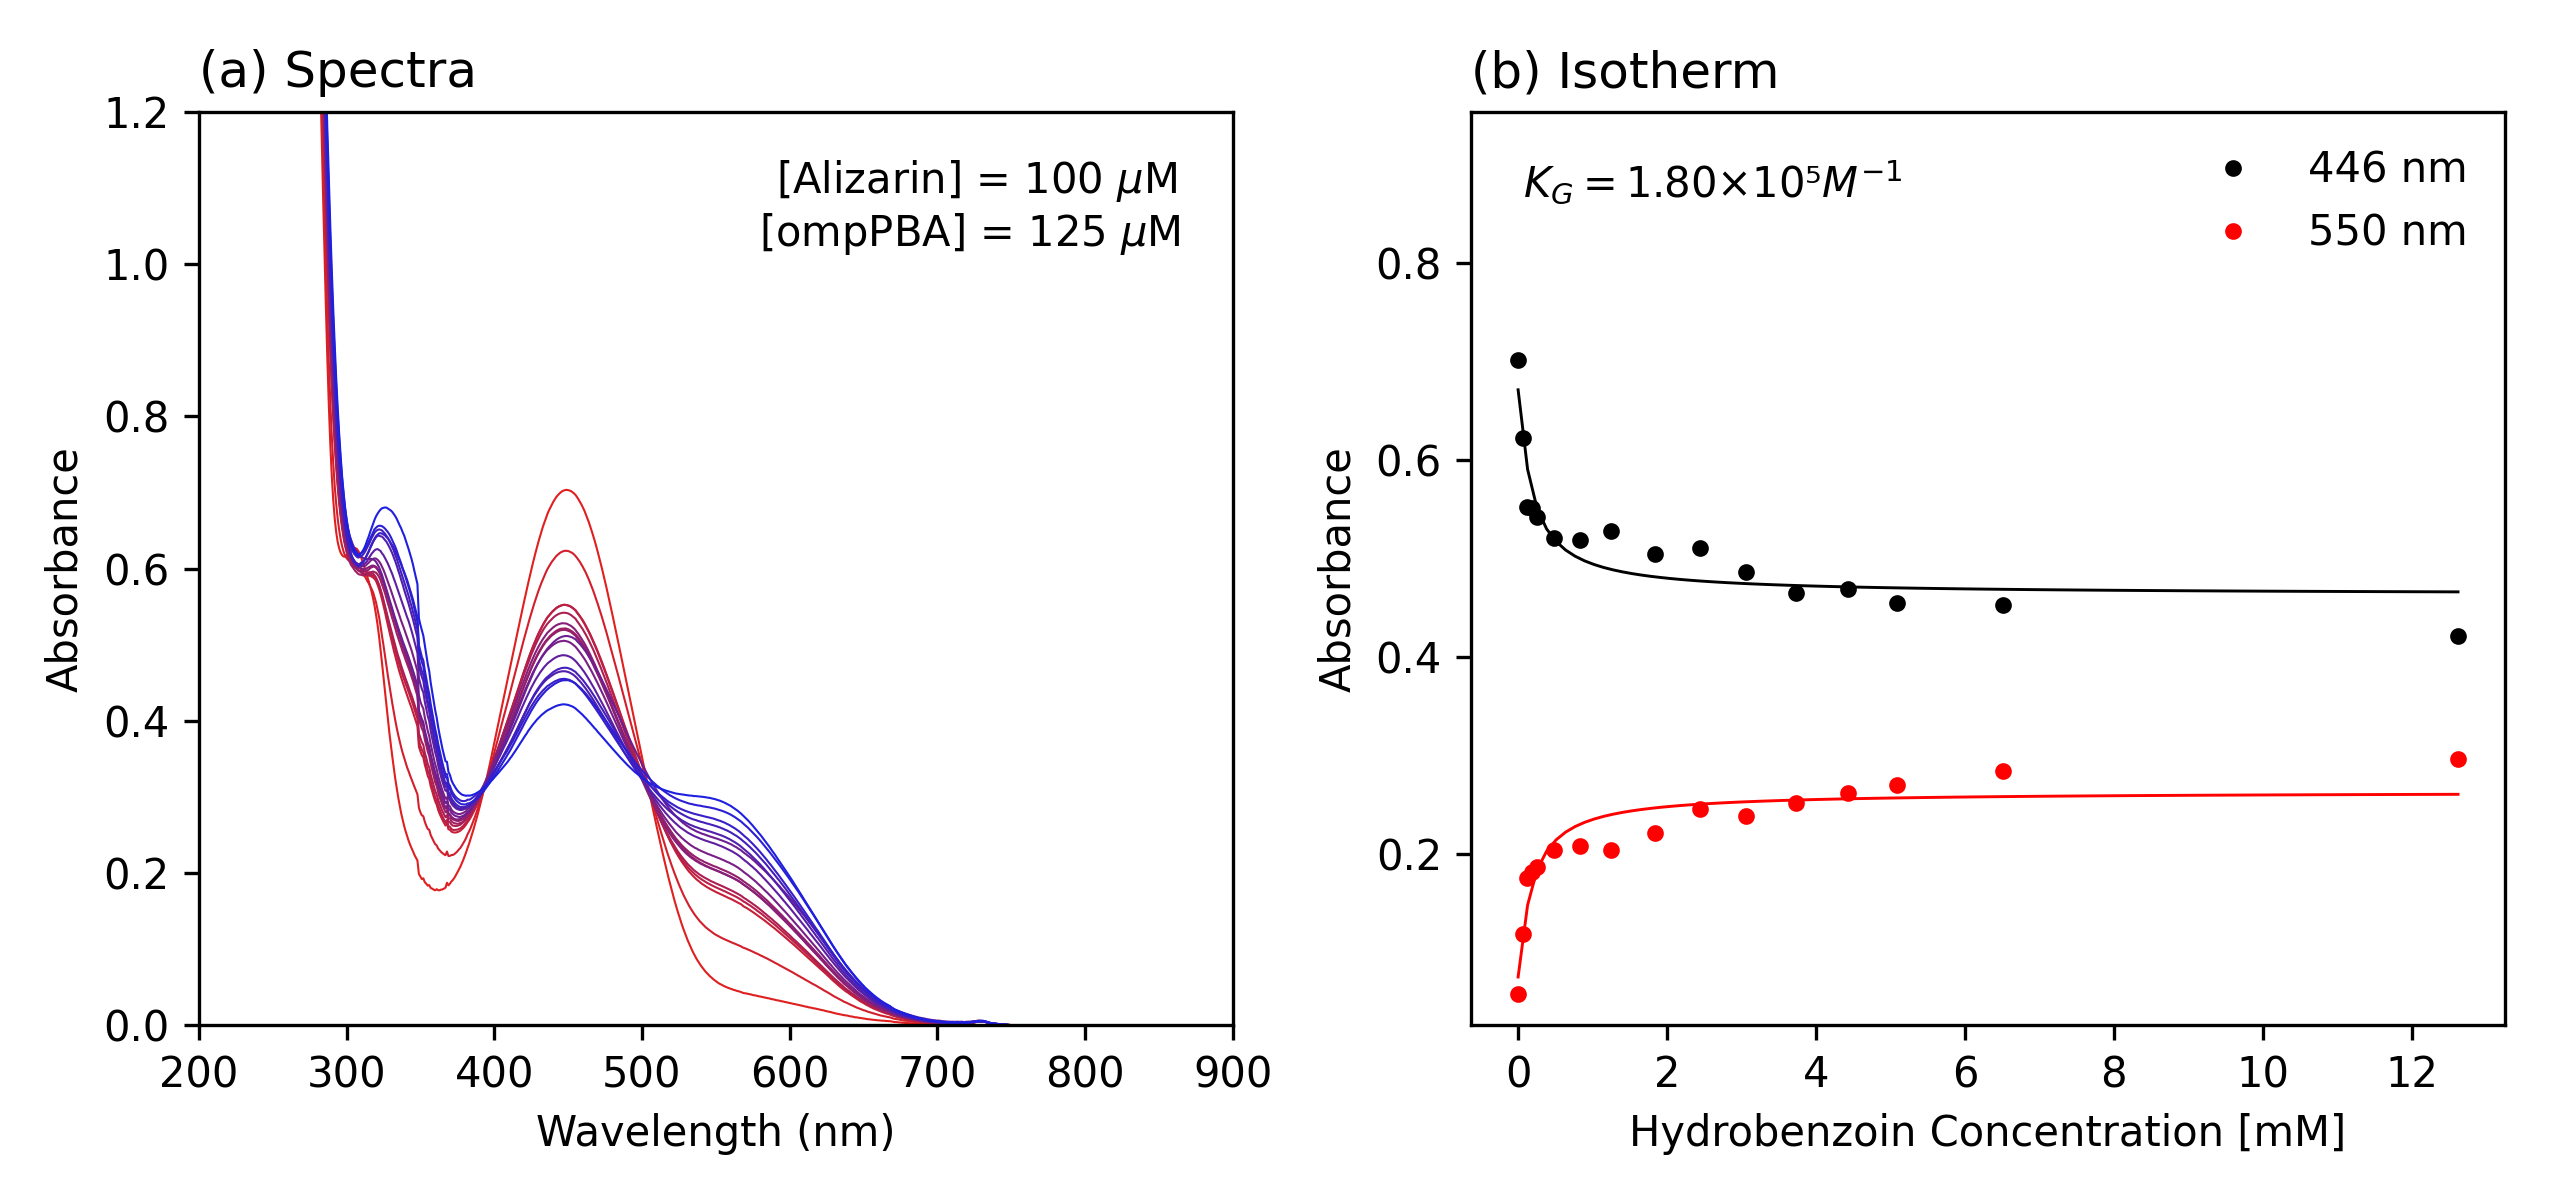 (a) Spectra
1.2
1.0
0.8
0.6
0.4
0.2
0.0
Absorbance
[Alizarin] = 100 μM
[ompPBA] = 125 μM
200 300 400 500 600 700 800 900
Wavelength (nm)
(b) Isotherm
K_G = 1.80×10⁵M⁻¹
446 nm
550 nm
0.8
0.6
0.4
0.2
Absorbance
0 2 4 6 8 10 12
Hydrobenzoin Concentration [mM]